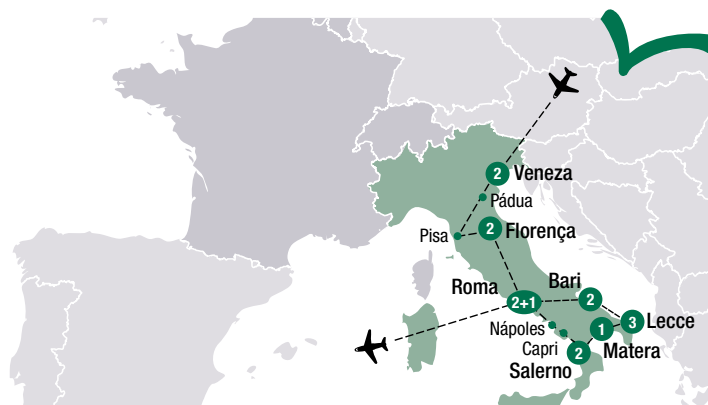 2 Veneza
Pádua
Pisa
2 Florença
Roma
2+1
Bari
2
3 Lecce
Nápoles
1
Capri
Matera
Salerno
2